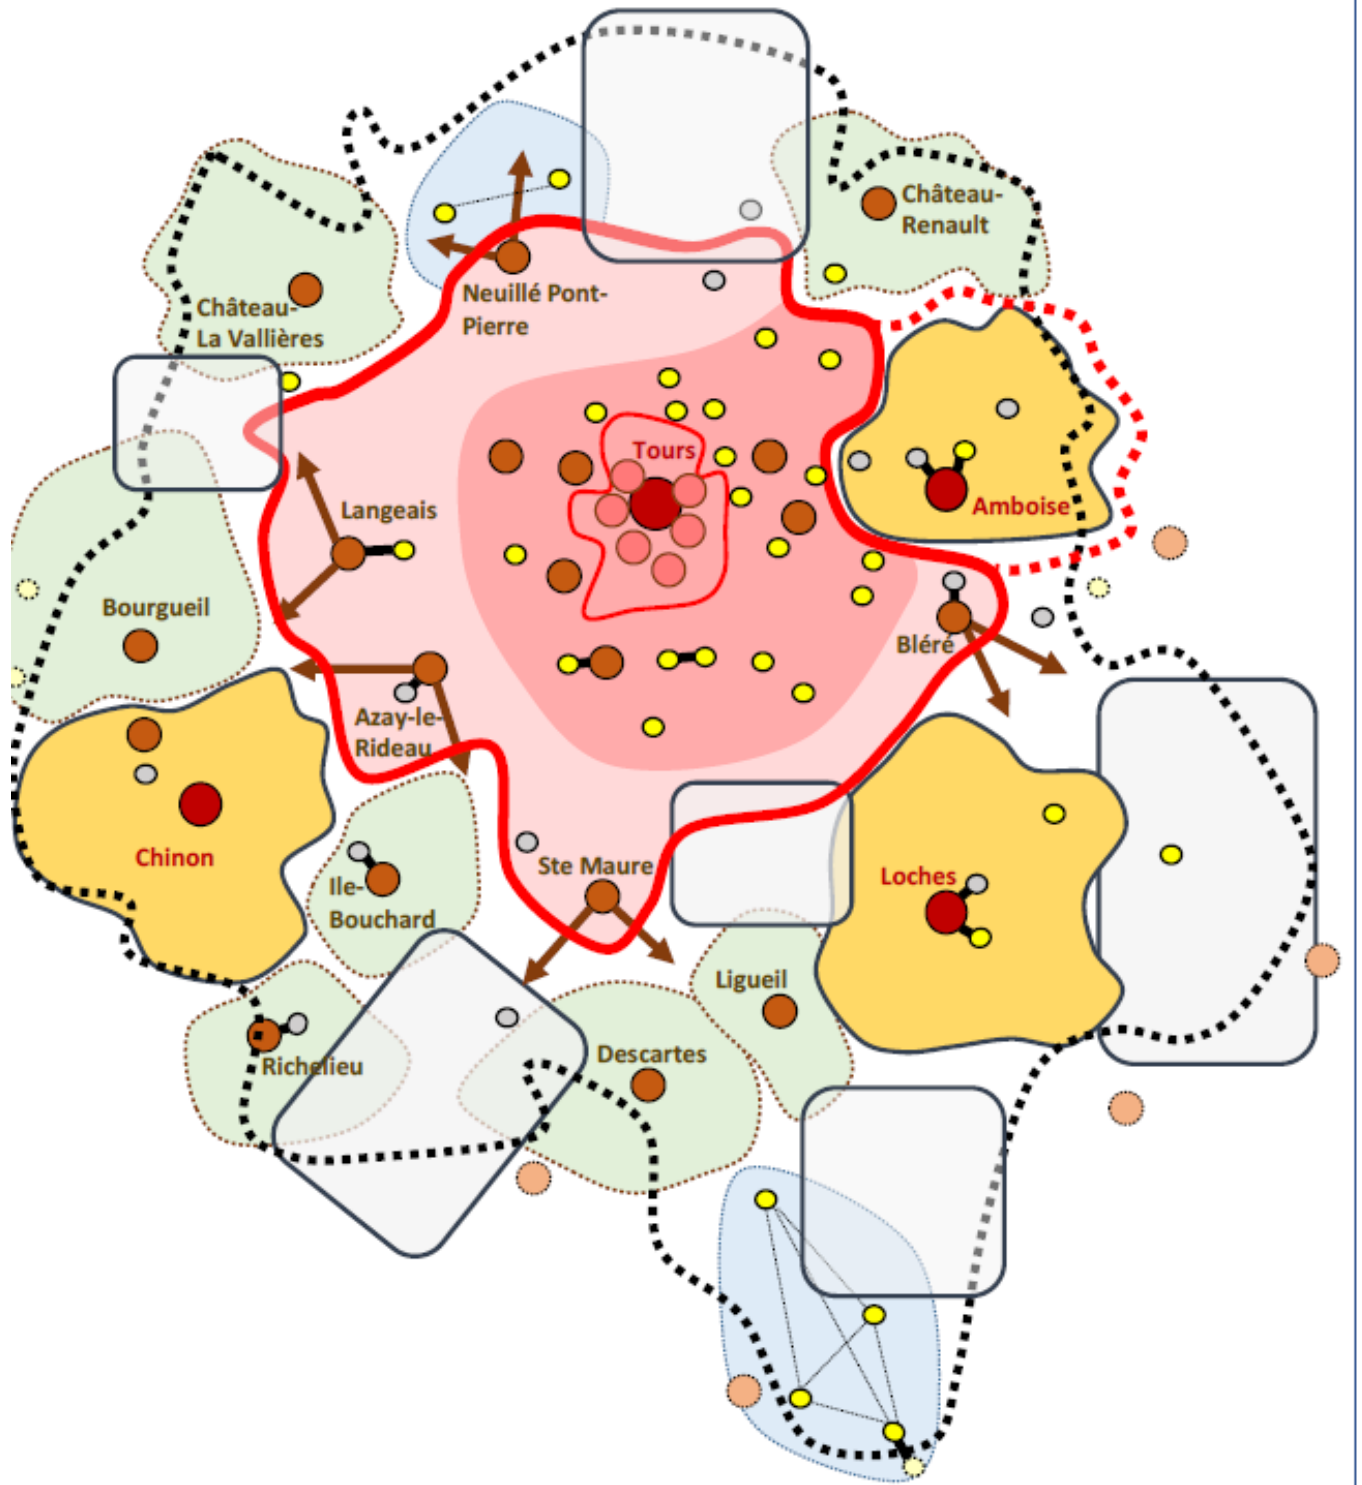 Château-
Renault
Neuillé Pont-
Pierre
Château-
La Vallières
Tours
Langeais
Amboise
Bourgueil
Bléré
Azay-le-
Rideau
Chinon
Ste Maure
Loches
Ile-
Bouchard
Ligueil
Descartes
Richelieu